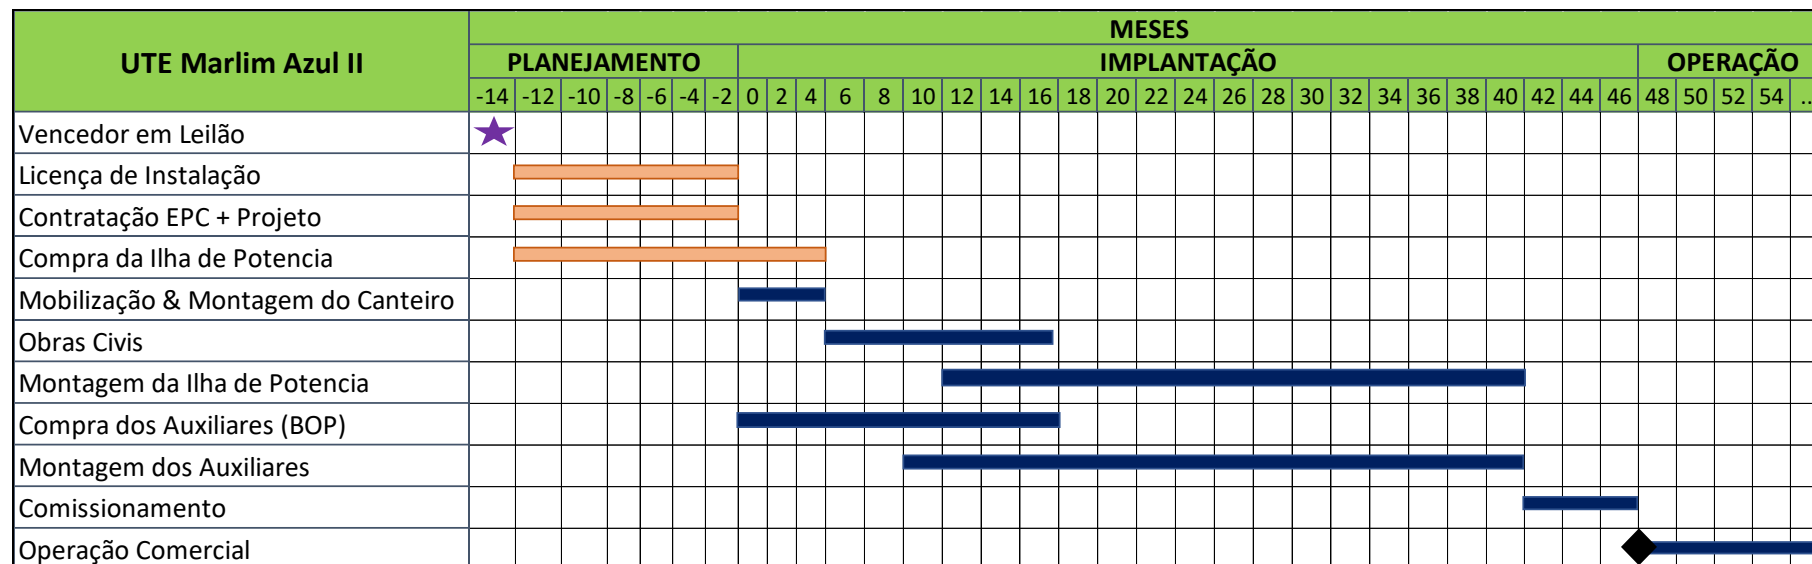 MESES
UTE Marlim Azul II
PLANEJAMENTO IMPLANTAÇÃO OPERAÇÃO
-14 -12 -10 -8 -6 -4 -2 0 2 4 6 8 10 12 14 16 18 20 22 24 26 28 30 32 34 36 38 40 42 44 46 48 50 52 54 ..
Vencedor em Leilão
Licença de Instalação
Contratação EPC + Projeto
Compra da Ilha de Potencia
Mobilização & Montagem do Canteiro
Obras Civis
Montagem da Ilha de Potencia
Compra dos Auxiliares (BOP)
Montagem dos Auxiliares
Comissionamento
Operação Comercial